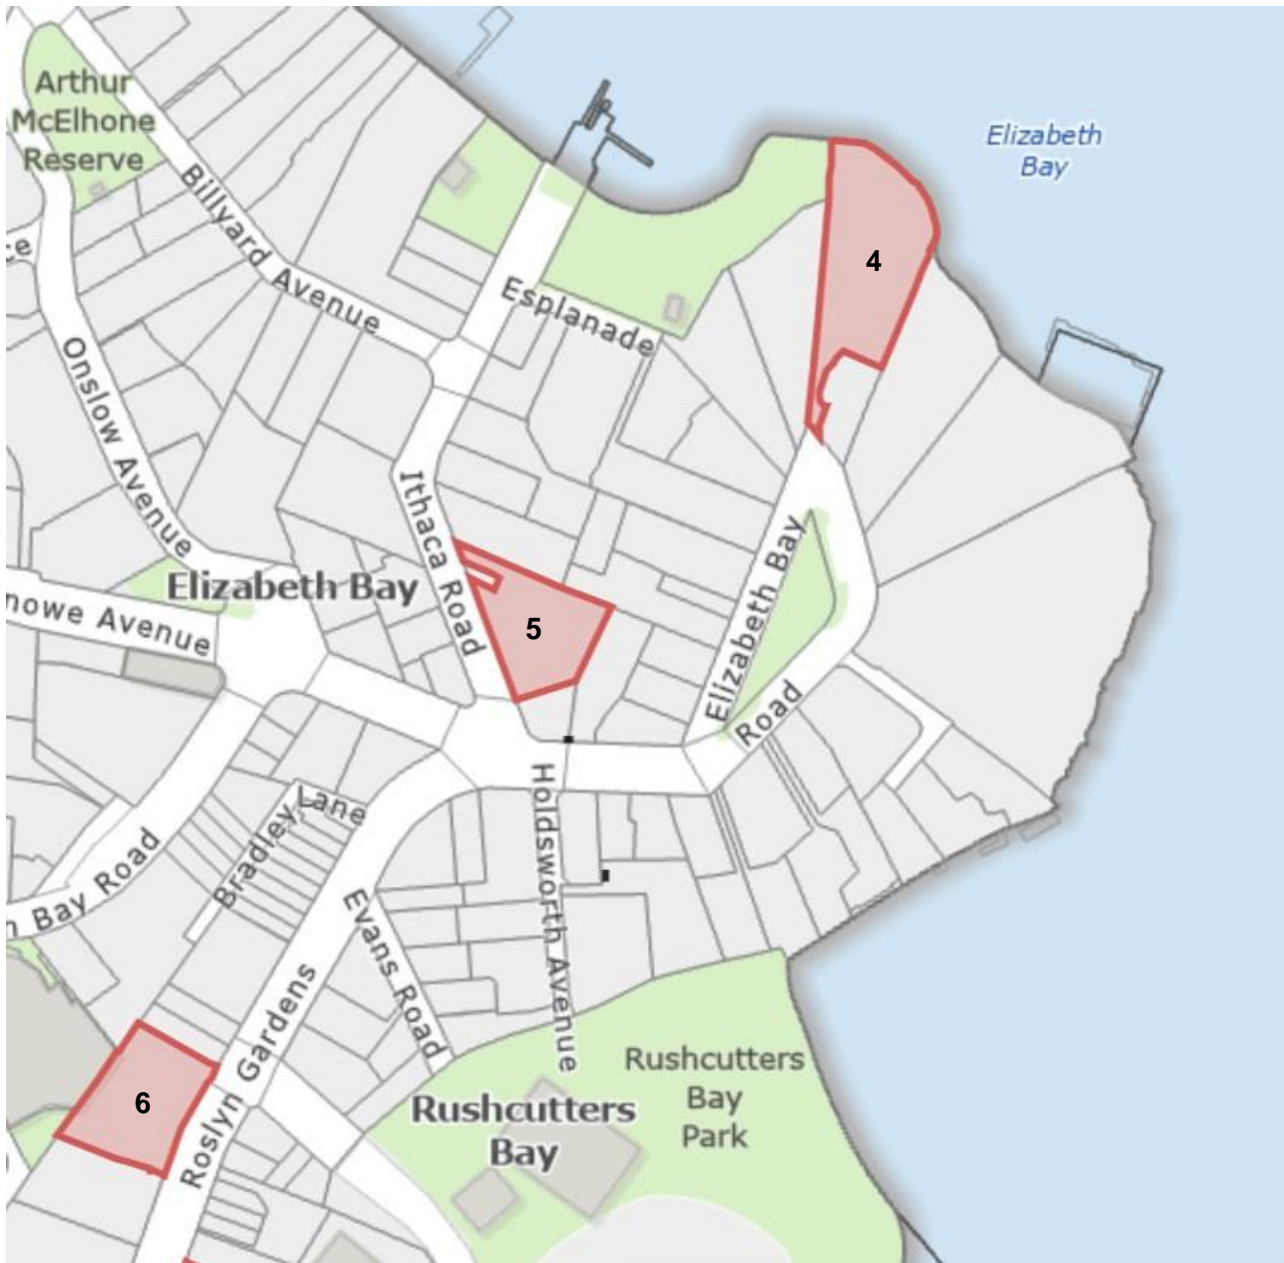 Arthur
McElhone
Reserve
Elizabeth
Bay
4
Billyard Avenue
ce
Esplanade
Onslow Avenue
Ithaca Road
Elizabeth Bay
nowe Avenue
5
Elizabeth Bay
Road
Bradley Lane
Holdsworth Avenue
n Bay Road
Evans Road
Roslyn Gardens
6
Rushcutters
Bay
Park
Rushcutters
Bay